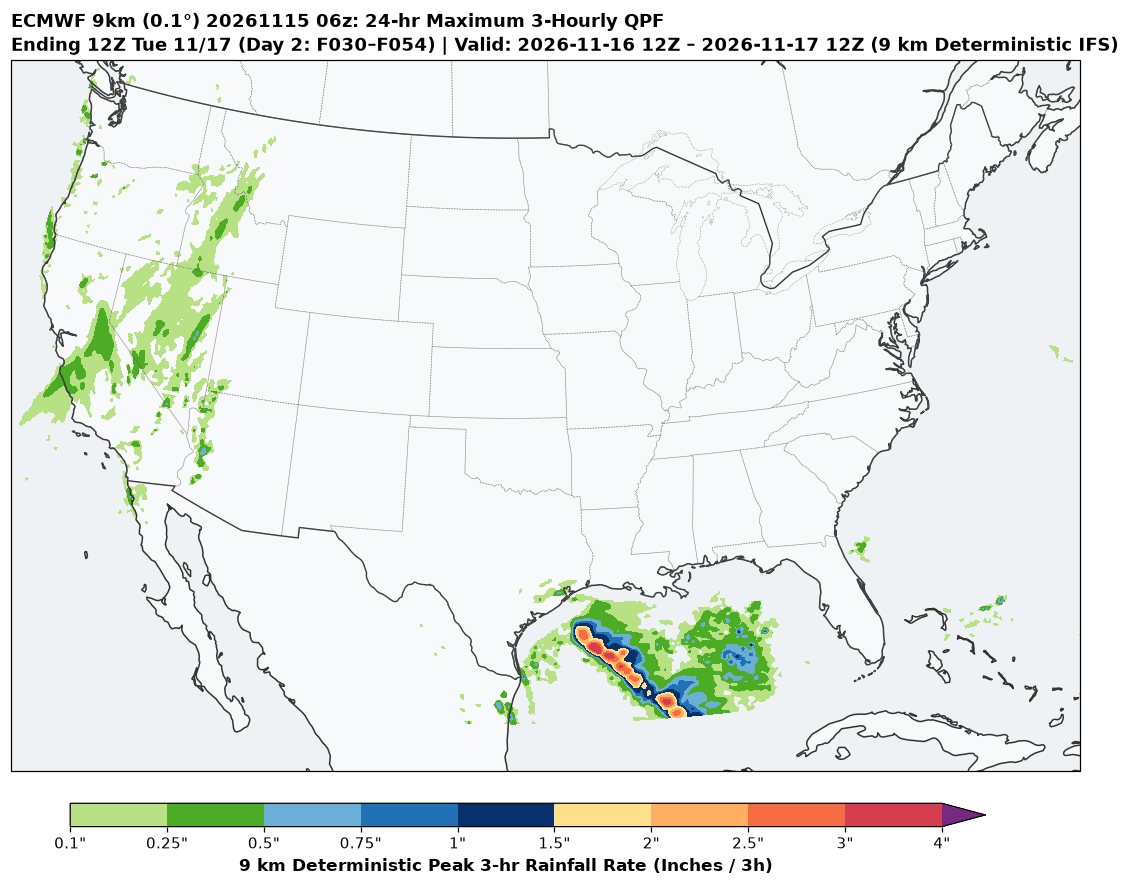 ECMWF 9km (0.1°) 20261115 06z: 24-hr Maximum 3-Hourly QPF
Ending 12Z Tue 11/17 (Day 2: F030–F054) | Valid: 2026-11-16 12Z – 2026-11-17 12Z (9 km Deterministic IFS)
0.1" 0.25" 0.5" 0.75" 1" 1.5" 2" 2.5" 3" 4"
9 km Deterministic Peak 3-hr Rainfall Rate (Inches / 3h)